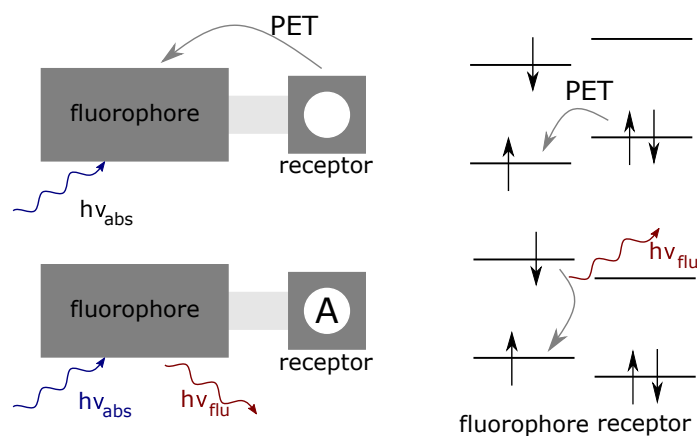 PET
fluorophore
receptor
hνabs
PET
fluorophore
A
receptor
hνabs
hνflu
hνflu
fluorophore receptor